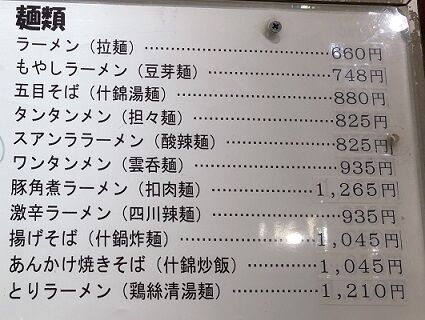 麺類
ラーメン（拉麺）…………………660円
もやしラーメン（豆芽麺）…………748円
五目そば（什錦湯麺）………………880円
タンタンメン（担々麺）……………825円
スアンララーメン（酸辣麺）………825円
ワンタンメン（雲呑麺）……………935円
豚角煮ラーメン（扣肉麺）………1,265円
激辛ラーメン（四川辣麺）…………935円
揚げそば（什鍋炸麺）……………1,045円
あんかけ焼きそば（什錦炒飯）…1,045円
とりラーメン（鶏絲清湯麺）……1,210円